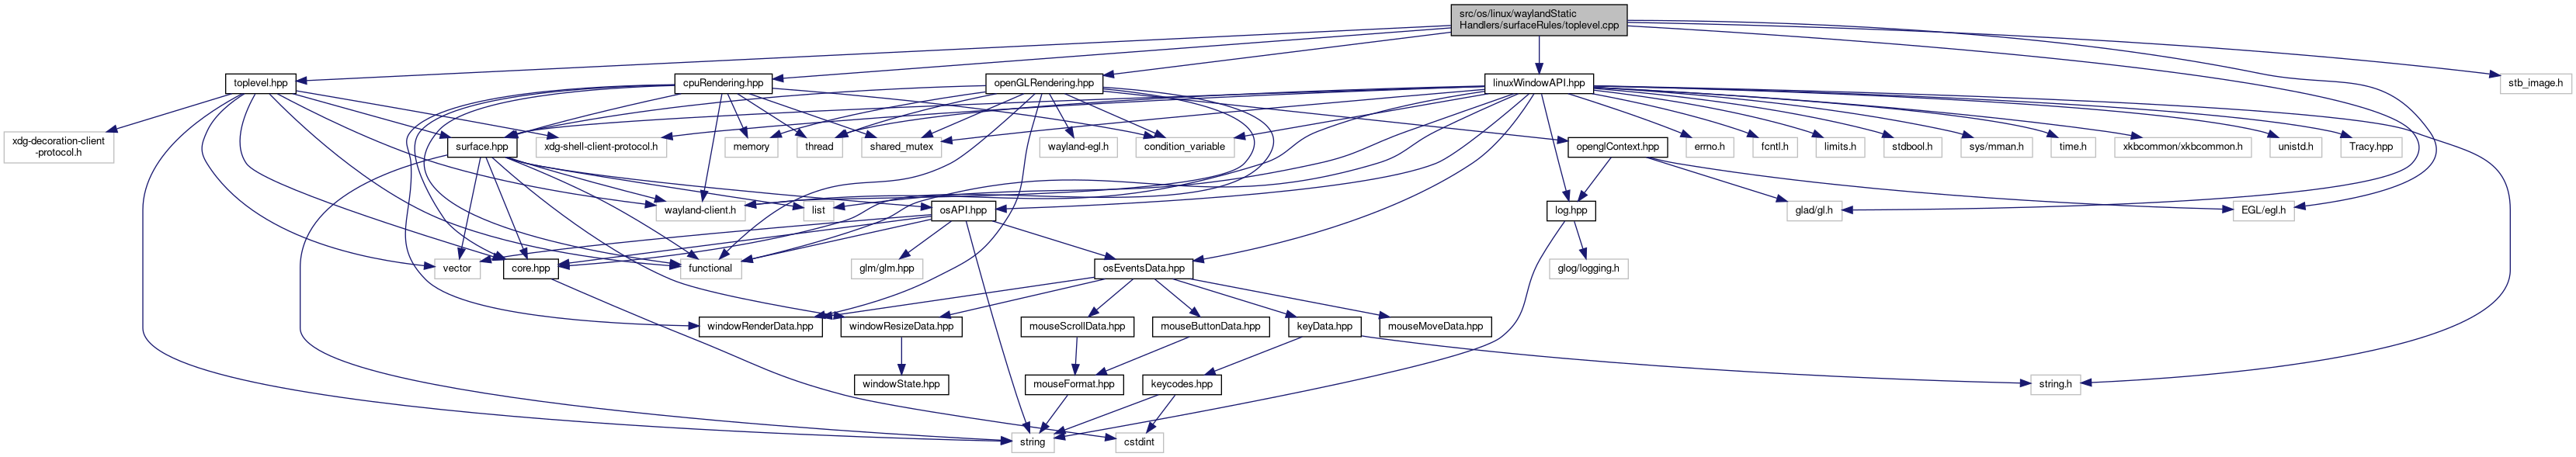 src/os/linux/waylandStatic
Handlers/surfaceRules/toplevel.cpp
toplevel.hpp
cpuRendering.hpp
openGLRendering.hpp
linuxWindowAPI.hpp
stb_image.h
xdg-decoration-client
-protocol.h
surface.hpp
xdg-shell-client-protocol.h
memory
thread
shared_mutex
wayland-egl.h
condition_variable
openglContext.hpp
errno.h
fcntl.h
limits.h
stdbool.h
sys/mman.h
time.h
xkbcommon/xkbcommon.h
unistd.h
Tracy.hpp
wayland-client.h
list
osAPI.hpp
log.hpp
glad/gl.h
EGL/egl.h
vector
core.hpp
functional
glm/glm.hpp
osEventsData.hpp
glog/logging.h
windowRenderData.hpp
windowResizeData.hpp
mouseScrollData.hpp
mouseButtonData.hpp
keyData.hpp
mouseMoveData.hpp
windowState.hpp
mouseFormat.hpp
keycodes.hpp
string.h
string
cstdint